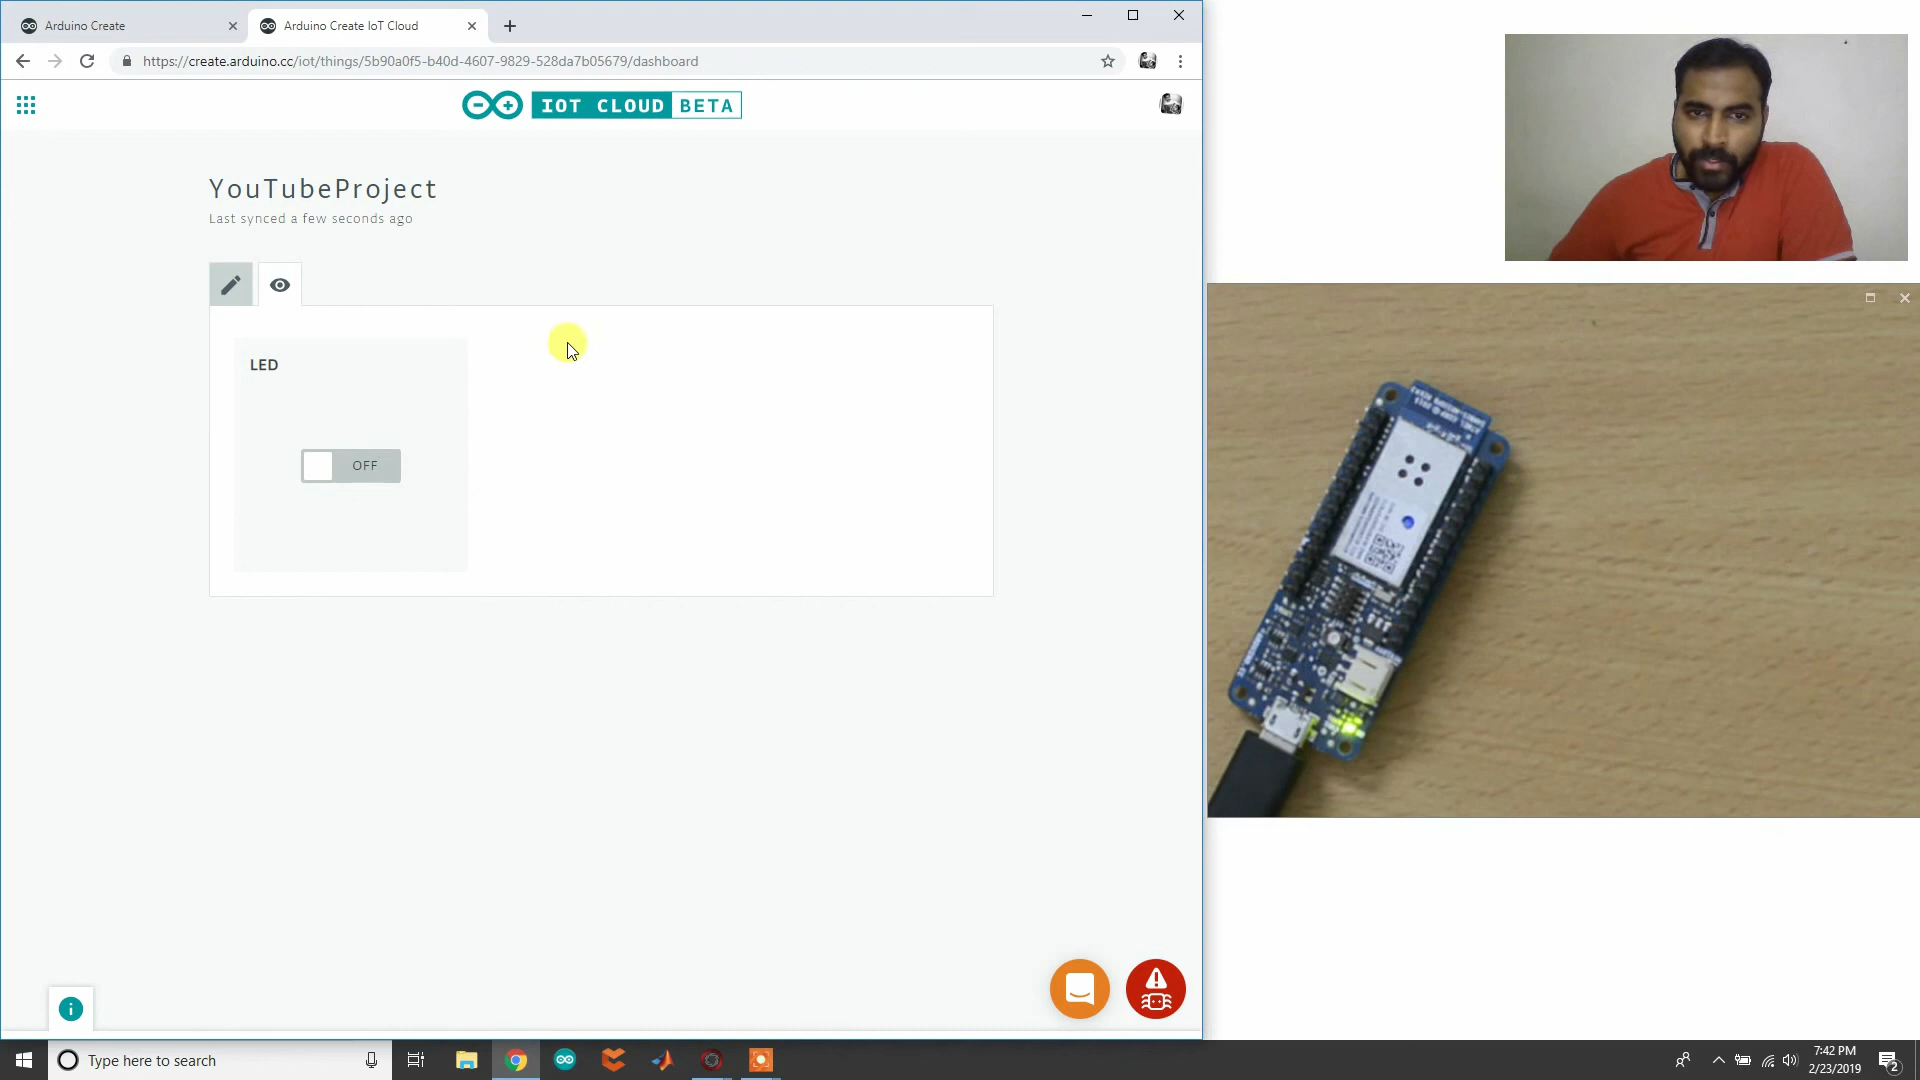 Arduino Create
Arduino Create IoT Cloud
https://create.arduino.cc/iot/things/5b90a0f5-b40d-4607-9829-528da7b05679/dashboard
IOT CLOUD BETA
YouTubeProject
Last synced a few seconds ago
LED
OFF
Type here to search
7:42 PM
2/23/2019
2